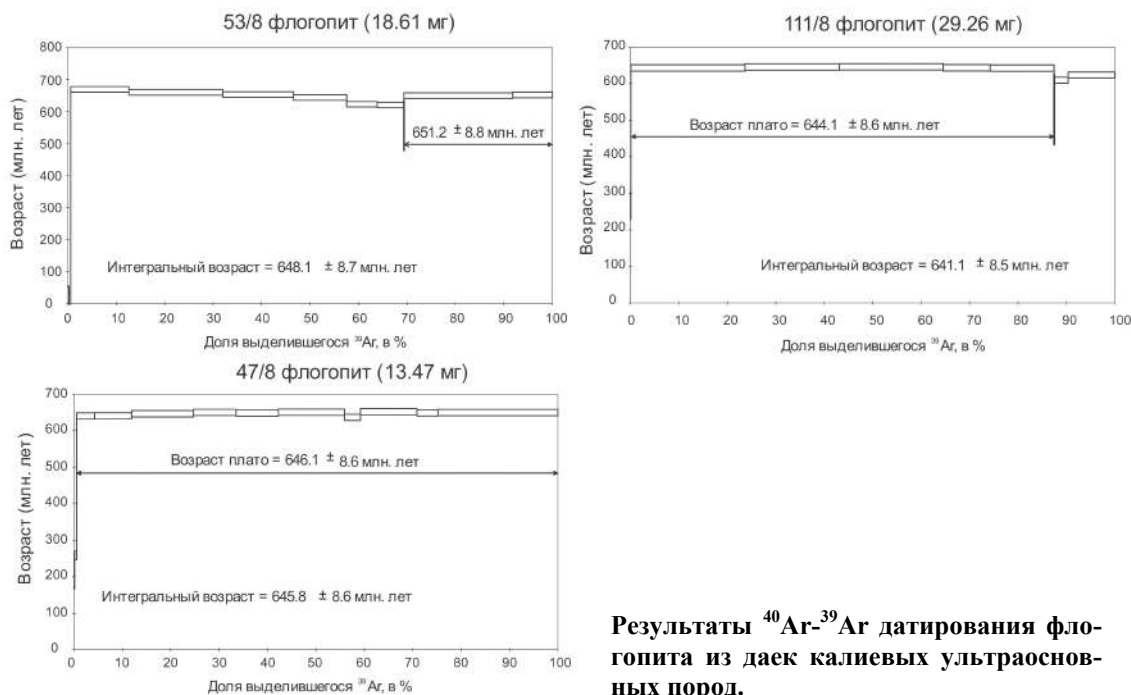 53/8 флогопит (18.61 мг)
800
700
600
500
400
300
200
100
0
Возраст (млн. лет)
651.2 ± 8.8 млн. лет
Интегральный возраст = 648.1 ± 8.7 млн. лет
0 10 20 30 40 50 60 70 80 90 100
Доля выделившегося ³⁹Ar, в %
111/8 флогопит (29.26 мг)
700
600
500
400
300
200
100
0
Возраст (млн. лет)
Возраст плато = 644.1 ± 8.6 млн. лет
Интегральный возраст = 641.1 ± 8.5 млн. лет
0 10 20 30 40 50 60 70 80 90 100
Доля выделившегося ³⁹Ar, в %
47/8 флогопит (13.47 мг)
700
600
500
400
300
200
100
0
Возраст (млн. лет)
Возраст плато = 646.1 ± 8.6 млн. лет
Интегральный возраст = 645.8 ± 8.6 млн. лет
0 10 20 30 40 50 60 70 80 90 100
Доля выделившегося ³⁹Ar, в %
Результаты ⁴⁰Ar-³⁹Ar датирования фло-
гопита из даек калиевых ультраоснов-
ных пород.